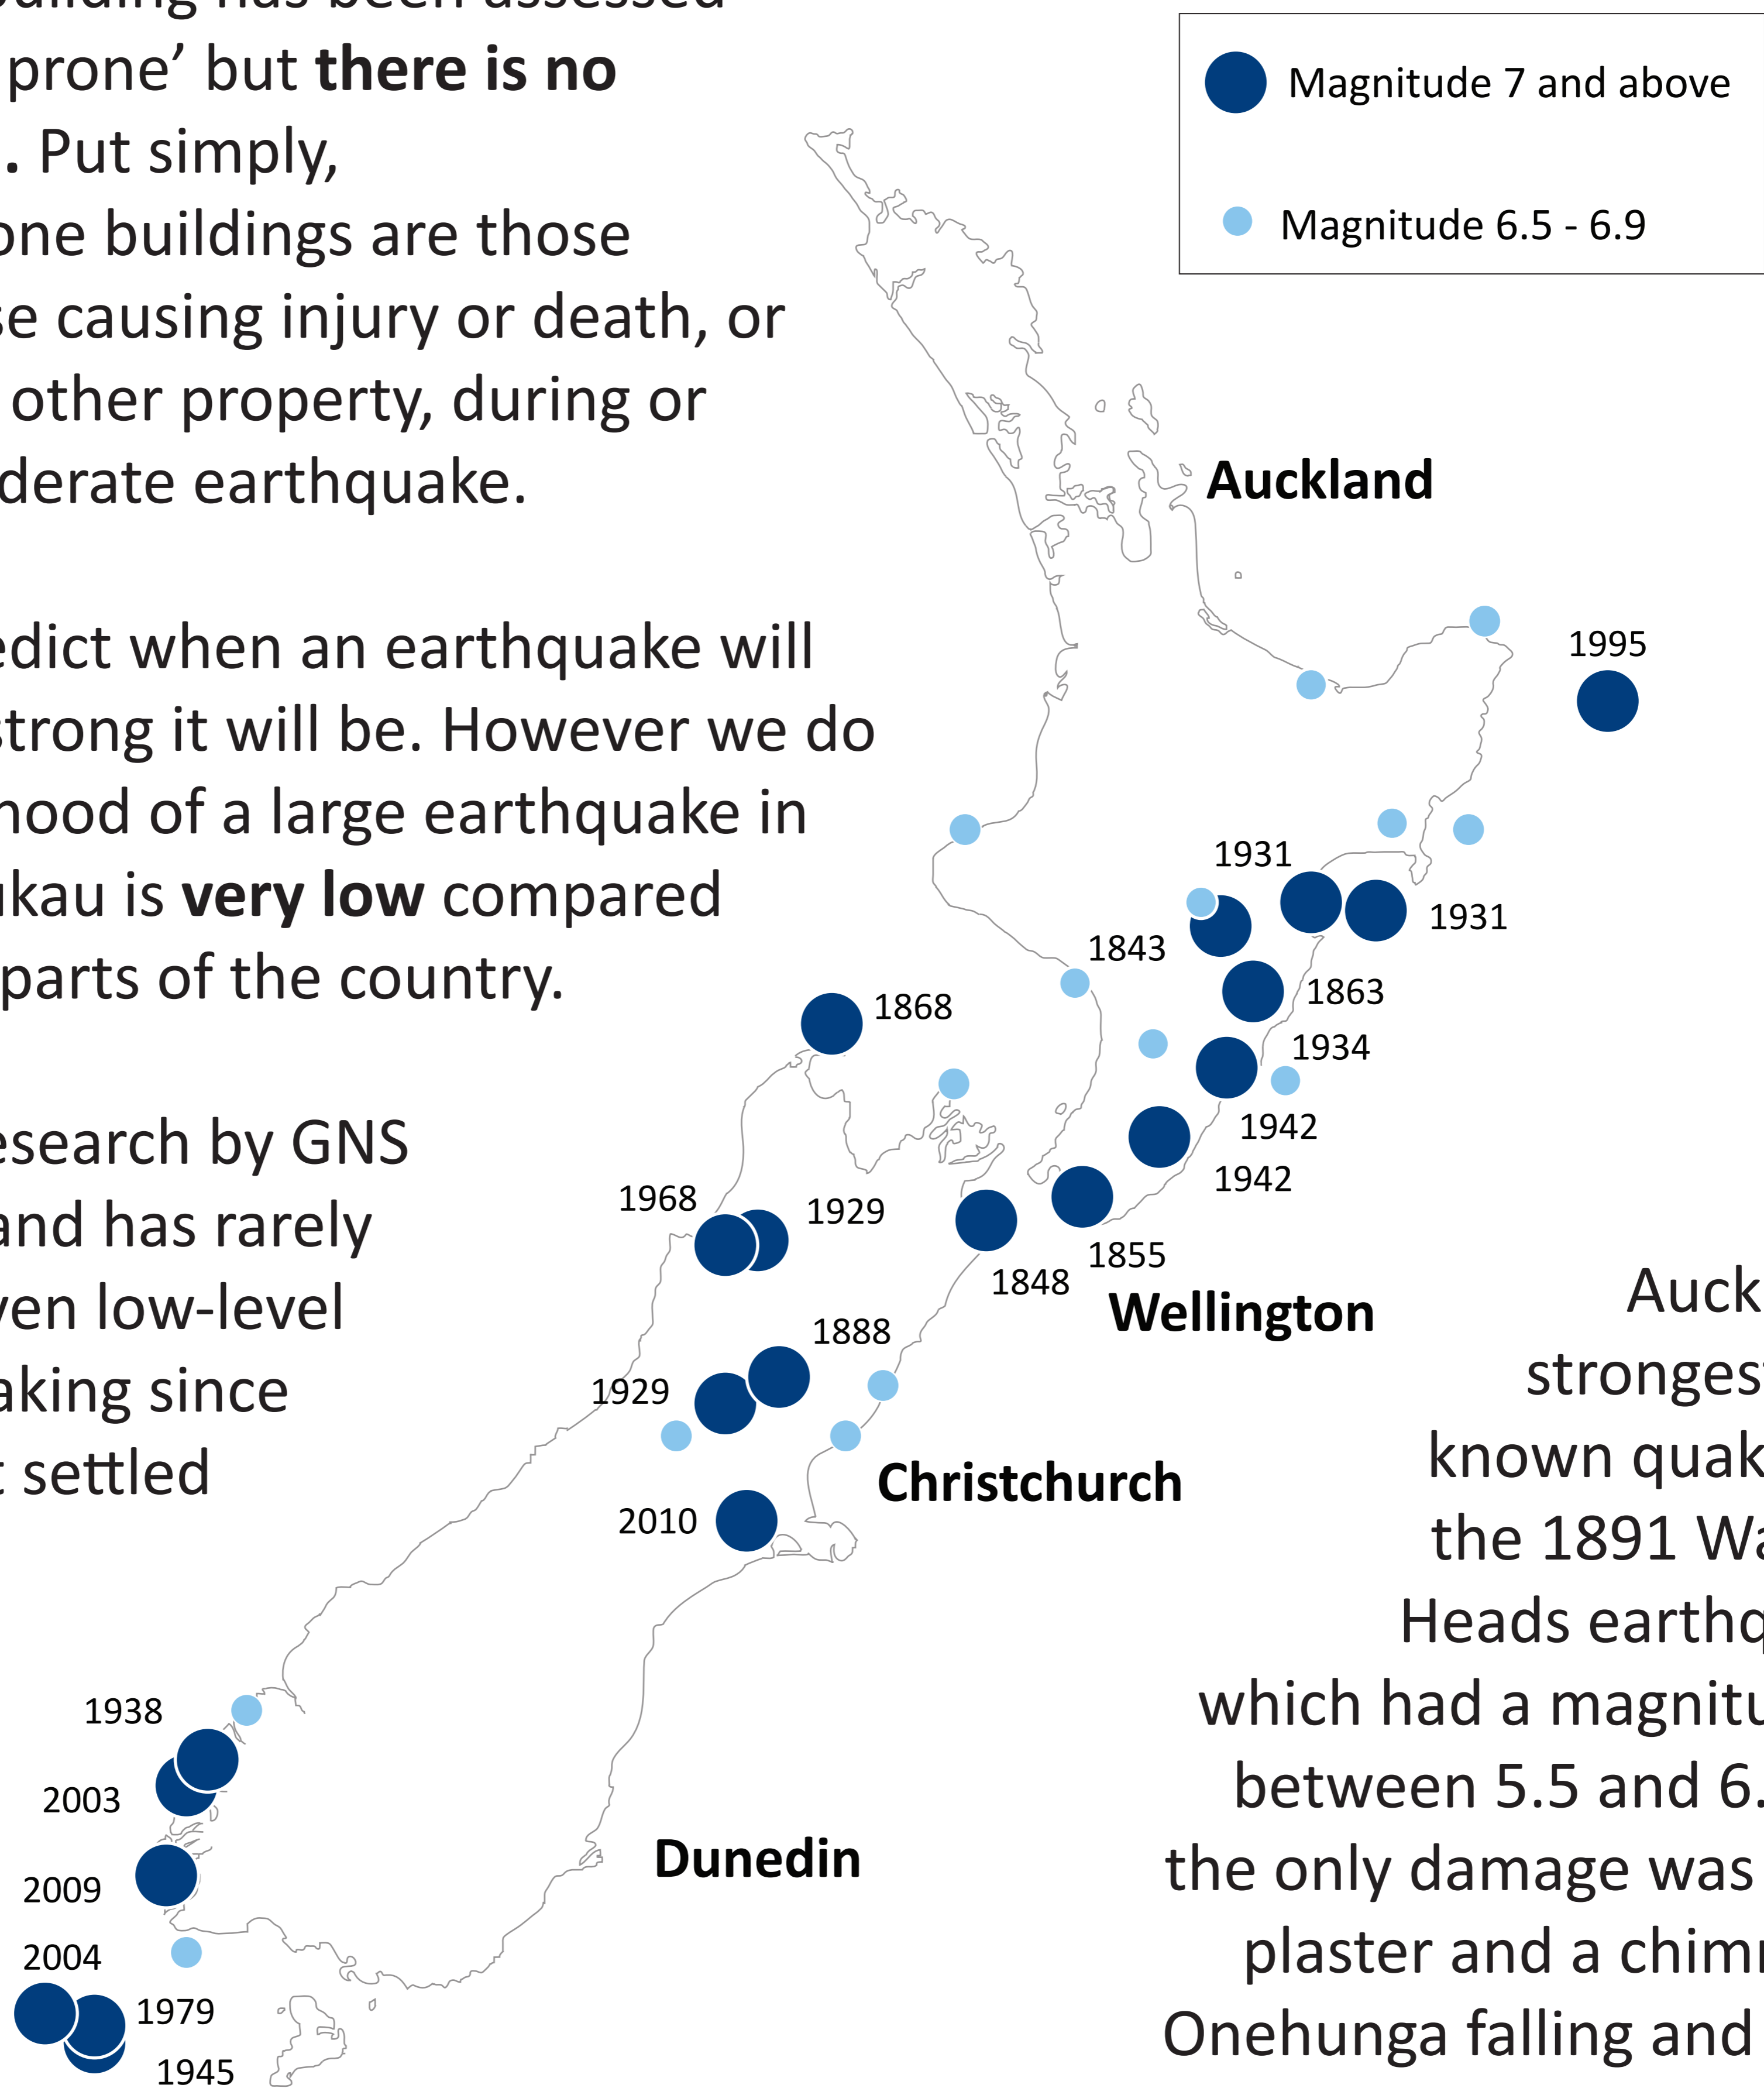 building has been assessed
prone’ but there is no
. Put simply,
one buildings are those
se causing injury or death, or
other property, during or
derate earthquake.
edict when an earthquake will
strong it will be. However we do
hood of a large earthquake in
ukau is very low compared
parts of the country.
esearch by GNS
and has rarely
ven low-level
aking since
t settled
Magnitude 7 and above
Magnitude 6.5 - 6.9
Auckland
1995
1931
1931
1843
1863
1868
1934
1942
1942
1968
1929
1855
1848
Wellington
1888
1929
Christchurch
2010
1938
2003
Dunedin
2009
2004
1979
1945
Auck
stronges
known quak
the 1891 Wa
Heads earthq
which had a magnitu
between 5.5 and 6.
the only damage was
plaster and a chimn
Onehunga falling and